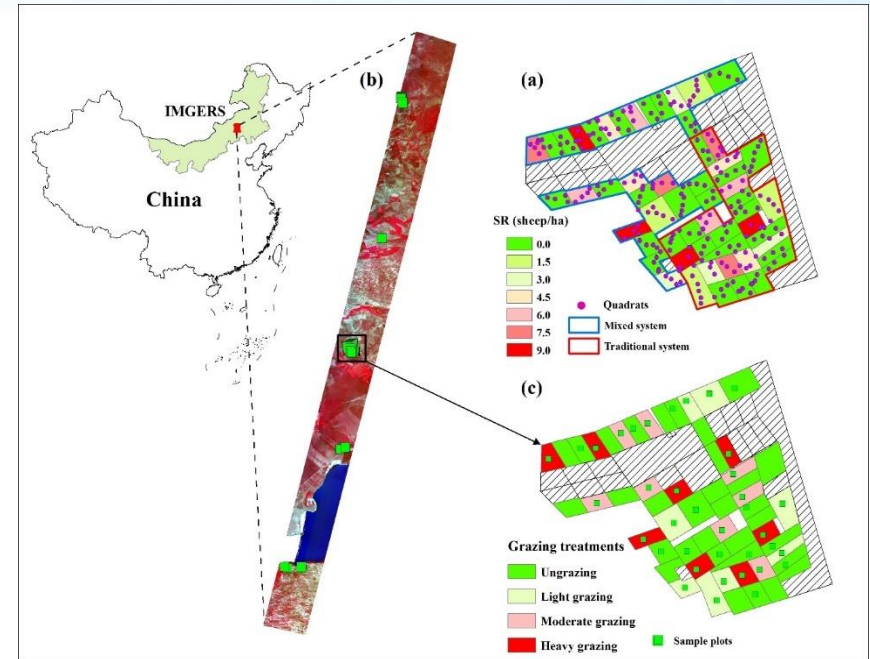 IMGERS
China
(b)
(a)
SR (sheep/ha)
0.0
1.5
3.0
4.5
6.0
7.5
9.0
Quadrats
Mixed system
Traditional system
(c)
Grazing treatments
Ungrazing
Light grazing
Moderate grazing
Heavy grazing
Sample plots